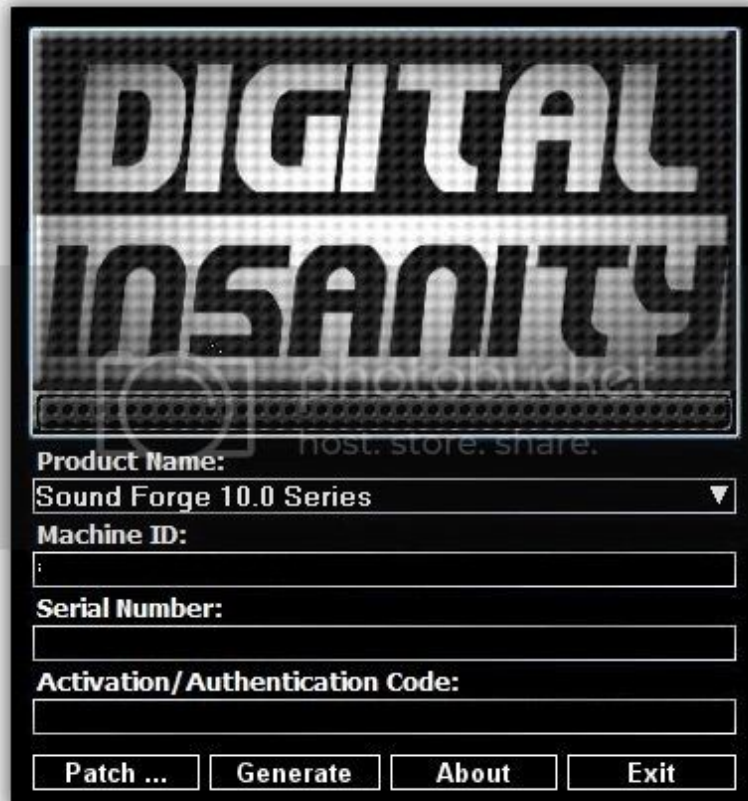 DIGITAL
INSANITY
photobucket
host. store. share.
Product Name:
Sound Forge 10.0 Series
Machine ID:
Serial Number:
Activation/Authentication Code:
Patch ... Generate About Exit